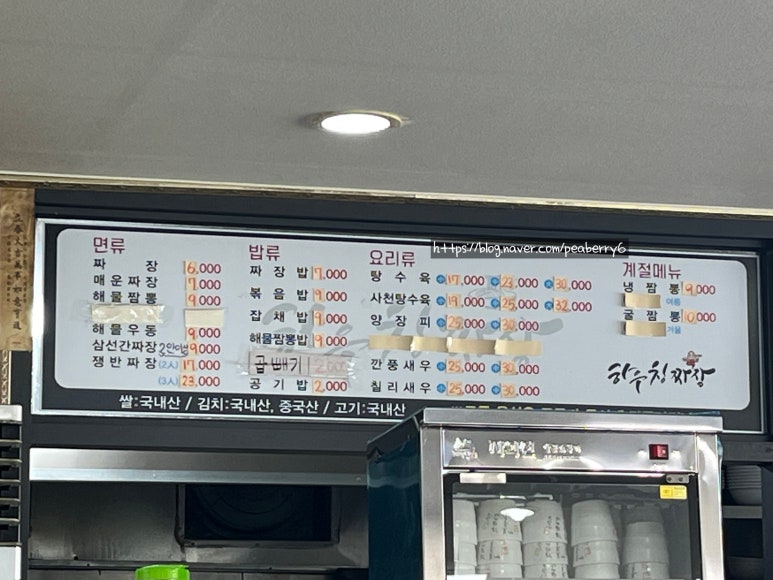 https://blog.naver.com/peaberry6
면류
짜장 6,000
매운짜장 7,000
해물짬뽕 9,000
해물우동 9,000
삼선간짜장 2인이상 9,000
쟁반짜장 (2人) 17,000
(3人) 23,000
밥류
짜장밥 7,000
볶음밥 9,000
잡채밥 9,000
해물짬뽕밥 9,000
곱빼기 2,000
공기밥 2,000
요리류
탕수육 17,000 23,000 30,000
사천탕수육 19,000 25,000 32,000
양장피 25,000 30,000
깐풍새우 25,000 30,000
칠리새우 25,000 30,000
계절메뉴
냉짬뽕 9,000
여름
굴짬뽕 10,000
겨울
하우청짜장
쌀:국내산 / 김치:국내산, 중국산 / 고기:국내산